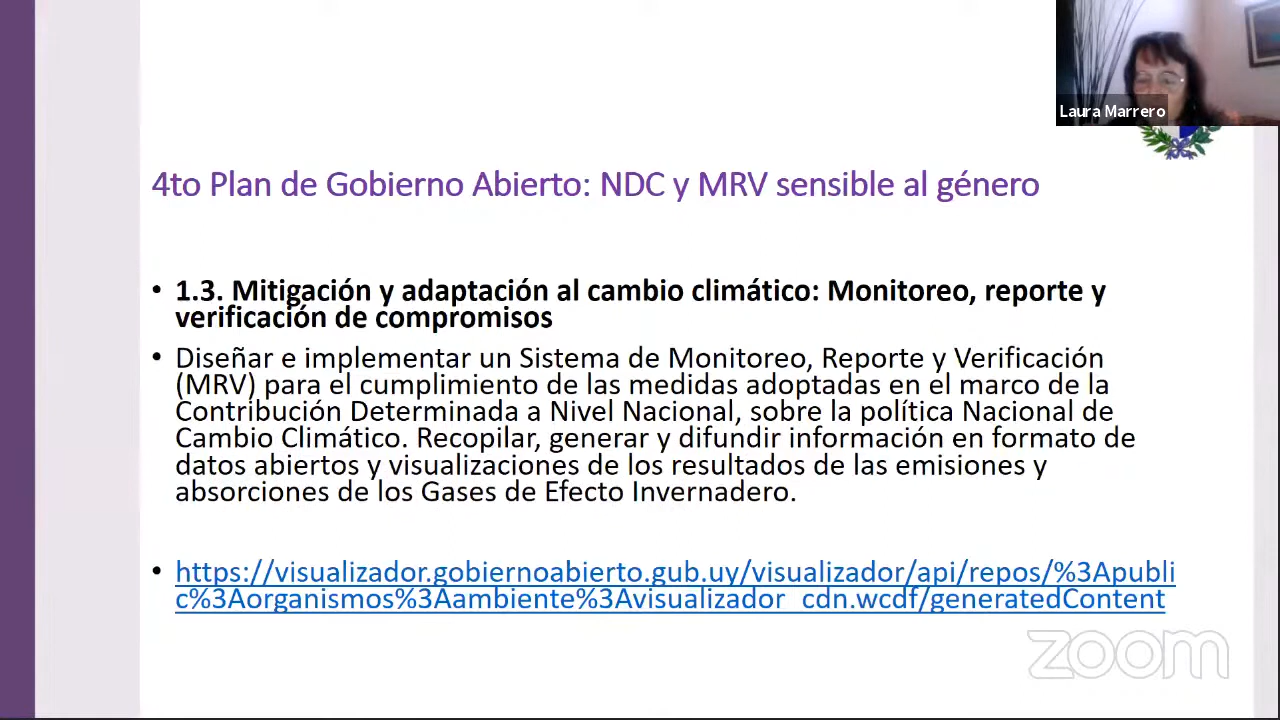 Laura Marrero
4to Plan de Gobierno Abierto: NDC y MRV sensible al género
• 1.3. Mitigación y adaptación al cambio climático: Monitoreo, reporte y
verificación de compromisos
• Diseñar e implementar un Sistema de Monitoreo, Reporte y Verificación
(MRV) para el cumplimiento de las medidas adoptadas en el marco de la
Contribución Determinada a Nivel Nacional, sobre la política Nacional de
Cambio Climático. Recopilar, generar y difundir información en formato de
datos abiertos y visualizaciones de los resultados de las emisiones y
absorciones de los Gases de Efecto Invernadero.
• https://visualizador.gobiernoabierto.gub.uy/visualizador/api/repos/%3Apubli
c%3Aorganismos%3Aambiente%3Avisualizador_cdn.wcdf/generatedContent
zoom